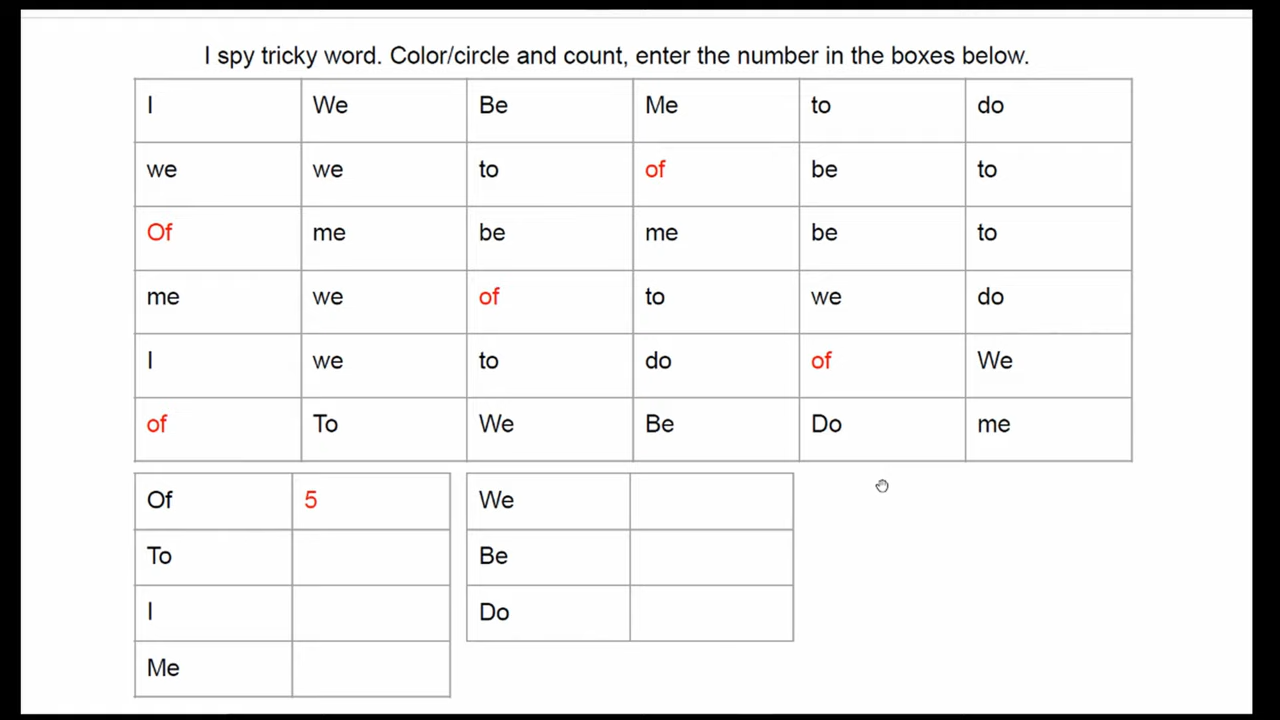 I spy tricky word. Color/circle and count, enter the number in the boxes below.
I We Be Me to do
we we to of be to
Of me be me be to
me we of to we do
I we to do of We
of To We Be Do me
Of 5 We
To Be
I Do
Me